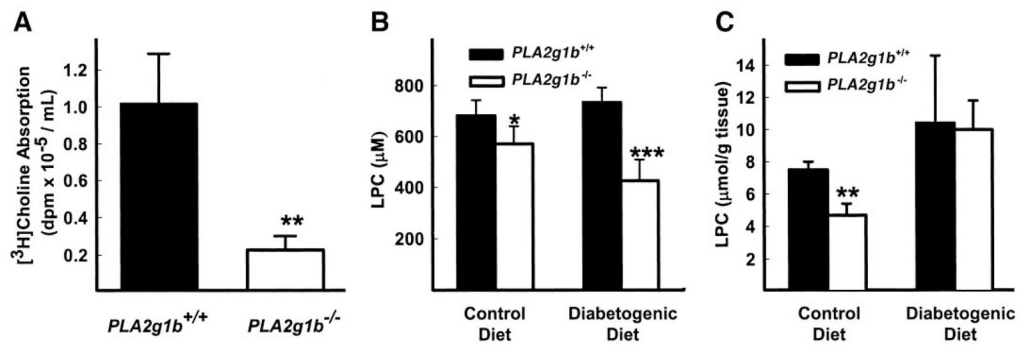 A
[³H]Choline Absorption
(dpm x 10⁻⁵ / mL)
1.2
1.0
0.8
0.6
0.4
0.2
**
PLA2g1b⁺/⁺
PLA2g1b⁻/⁻
B
PLA2g1b⁺/⁺
PLA2g1b⁻/⁻
LPC (μM)
800
600
400
200
*
***
Control
Diet
Diabetogenic
Diet
C
PLA2g1b⁺/⁺
PLA2g1b⁻/⁻
LPC (μmol/g tissue)
14
12
10
8
6
4
2
**
Control
Diet
Diabetogenic
Diet